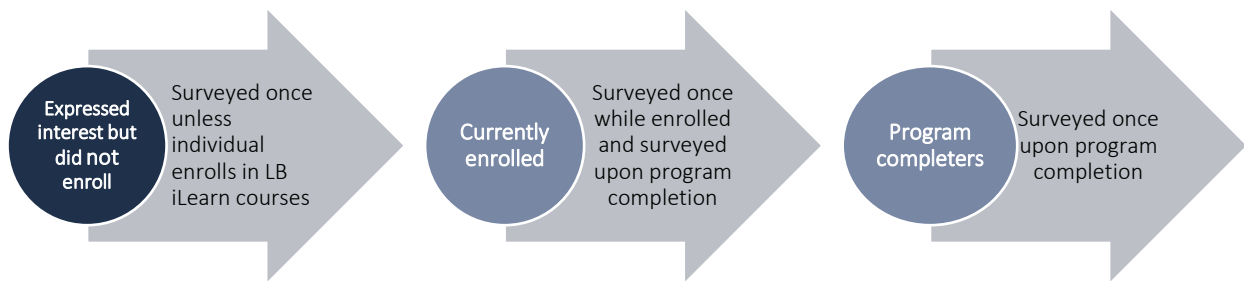 Expressed
interest but
did not
enroll
Surveyed once
unless
individual
enrolls in LB
iLearn courses
Currently
enrolled
Surveyed once
while enrolled
and surveyed
upon program
completion
Program
completers
Surveyed once
upon program
completion